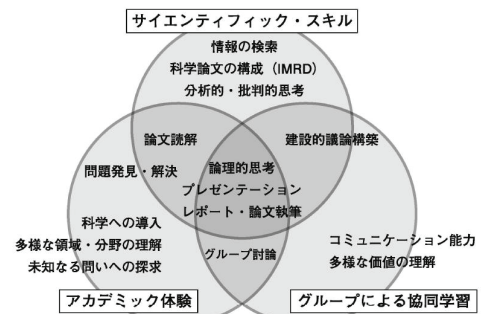 サイエンティフィック・スキル
情報の検索
科学論文の構成（IMRD）
分析的・批判的思考
論文読解
建設的議論構築
問題発見・解決
論理的思考
プレゼンテーション
レポート・論文執筆
科学への導入
多様な領域・分野の理解
未知なる問いへの探求
グループ討論
コミュニケーション能力
多様な価値の理解
アカデミック体験
グループによる協同学習